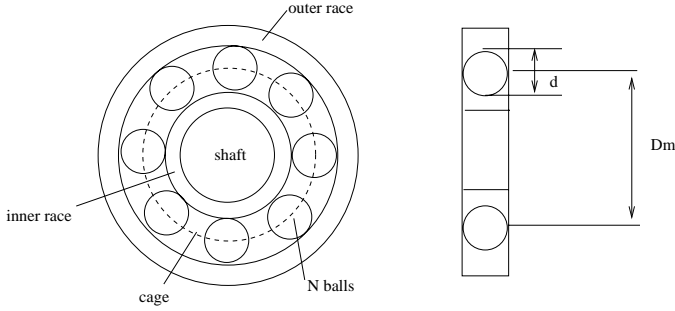 outer race
d
shaft
Dm
inner race
N balls
cage